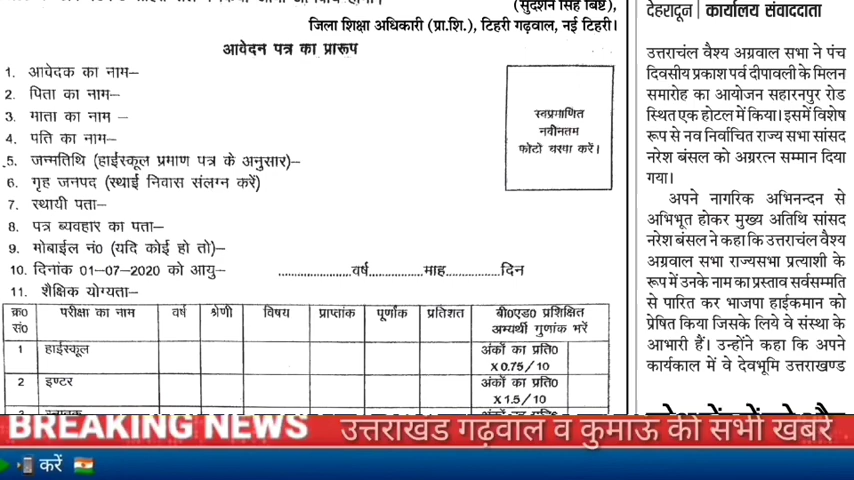 (सुदर्शन सिंह बिष्ट),
जिला शिक्षा अधिकारी (प्रा.शि.), टिहरी गढ़वाल, नई टिहरी।
आवेदन पत्र का प्रारूप
1. आवेदक का नाम–
2. पिता का नाम–
3. माता का नाम –
4. पति का नाम–
5. जन्मतिथि (हाईस्कूल प्रमाण पत्र के अनुसार)–
6. गृह जनपद (स्थाई निवास संलग्न करें)
7. स्थायी पता–
8. पत्र ब्यवहार का पता–
9. मोबाईल नं0 (यदि कोई हो तो)–
10. दिनांक 01-07-2020 को आयु– ......................वर्ष ................माह................दिन
11. शैक्षिक योग्यता–
स्वप्रमाणित
नवीनतम
फोटो चस्पा करें।
क्र0 सं0 परीक्षा का नाम वर्ष श्रेणी विषय प्राप्तांक पूर्णांक प्रतिशत बी0एड0 प्रशिक्षित अभ्यर्थी गुणांक भरें
1 हाईस्कूल अंकों का प्रति0
X 0.75 / 10
2 इण्टर अंकों का प्रति0
X 1.5 / 10
देहरादून | कार्यालय संवाददाता
उत्तराचंल वैश्य अग्रवाल सभा ने पंच
दिवसीय प्रकाश पर्व दीपावली के मिलन
समारोह का आयोजन सहारनपुर रोड
स्थित एक होटल में किया। इसमें विशेष
रूप से नव निर्वाचित राज्य सभा सांसद
नरेश बंसल को अग्ररत्न सम्मान दिया
गया।
अपने नागरिक अभिनन्दन से
अभिभूत होकर मुख्य अतिथि सांसद
नरेश बंसल ने कहा कि उत्तराचंल वैश्य
अग्रवाल सभा राज्यसभा प्रत्याशी के
रूप में उनके नाम का प्रस्ताव सर्वसम्मति
से पारित कर भाजपा हाईकमान को
प्रेषित किया जिसके लिये वे संस्था के
आभारी हैं। उन्होंने कहा कि अपने
कार्यकाल में वे देवभूमि उत्तराखण्ड
BREAKING NEWS उत्तराखड गढ़वाल व कुमाऊ की सभी खबरे
करें